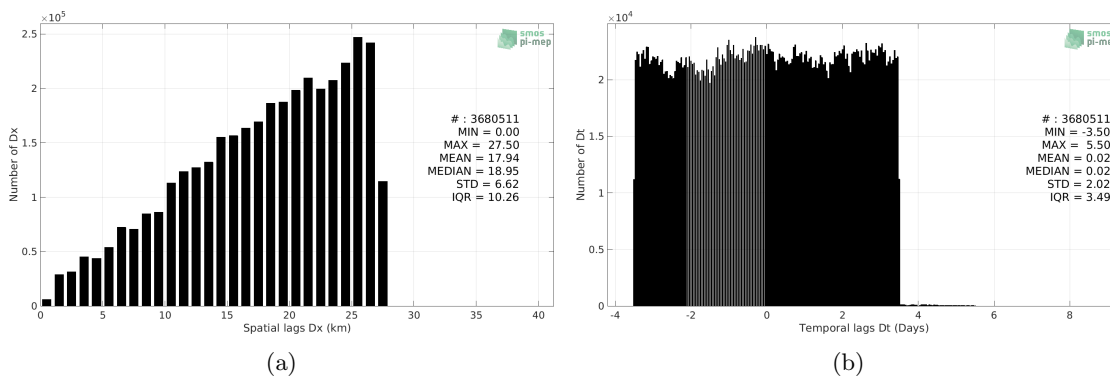 ×10⁵
2.5
2
1.5
1
0.5
0
Number of Dx
smos
pi-mep
# : 3680511
MIN = 0.00
MAX = 27.50
MEAN = 17.94
MEDIAN = 18.95
STD = 6.62
IQR = 10.26
0 5 10 15 20 25 30 35 40
Spatial lags Dx (km)
(a)
×10⁴
2
1.5
1
0.5
0
Number of Dt
smos
pi-mep
# : 3680511
MIN = -3.50
MAX = 5.50
MEAN = 0.02
MEDIAN = 0.02
STD = 2.02
IQR = 3.49
-4 -2 0 2 4 6 8
Temporal lags Dt (Days)
(b)